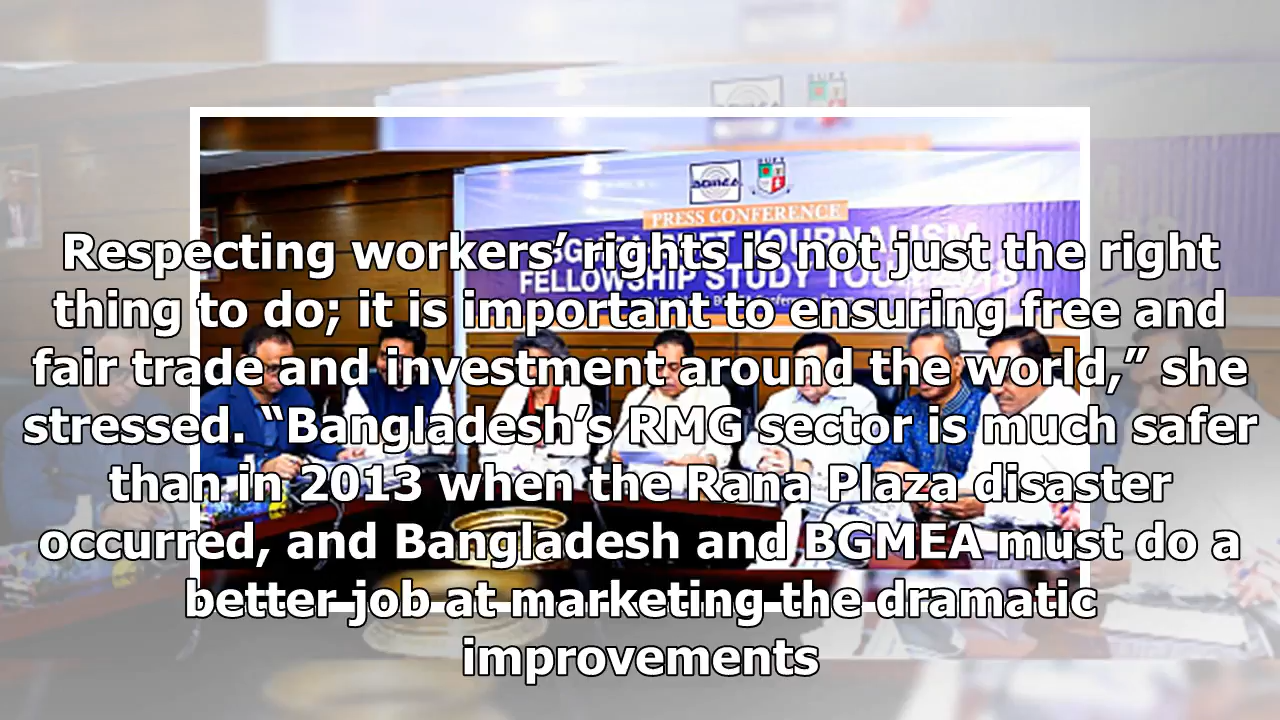 BUFT
BGMEA
PRESS CONFERENCE
JOURNALISM
FELLOWSHIP STUDY
Respecting workers’ rights is not just the right
thing to do; it is important to ensuring free and
fair trade and investment around the world,” she
stressed. “Bangladesh’s RMG sector is much safer
than in 2013 when the Rana Plaza disaster
occurred, and Bangladesh and BGMEA must do a
better job at marketing the dramatic
improvements